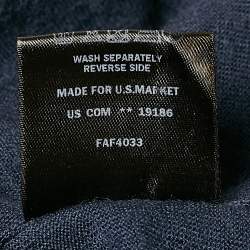 WASH SEPARATELY
REVERSE SIDE
MADE FOR U.S.MARKET
US COM ** 19186
FAF4033